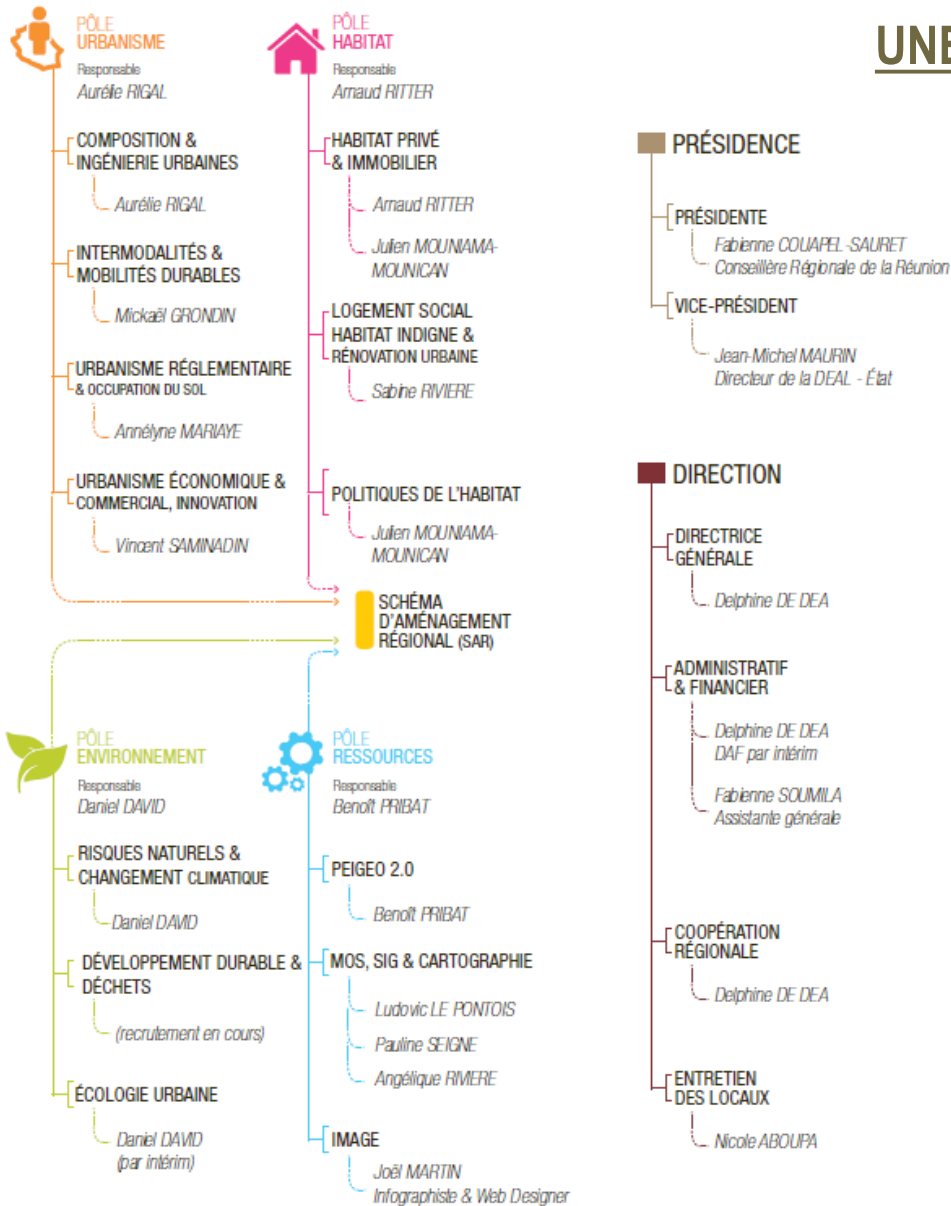 UNE
PÔLE
URBANISME
Responsable
Aurélie RIGAL
COMPOSITION &
INGÉNIERIE URBAINES
Aurélie RIGAL
INTERMODALITÉS &
MOBILITÉS DURABLES
Mickaël GRONDIN
URBANISME RÉGLEMENTAIRE
& OCCUPATION DU SOL
Annélyne MARIAYE
URBANISME ÉCONOMIQUE &
COMMERCIAL, INNOVATION
Vincent SAMINADIN
PÔLE
HABITAT
Responsable
Arnaud RITTER
HABITAT PRIVÉ
& IMMOBILIER
Arnaud RITTER
Julien MOUNIAMA-
MOUNICAN
LOGEMENT SOCIAL
HABITAT INDIGNE &
RÉNOVATION URBAINE
Sabine RIVIERE
POLITIQUES DE L'HABITAT
Julien MOUNIAMA-
MOUNICAN
SCHÉMA
D'AMÉNAGEMENT
RÉGIONAL (SAR)
PÔLE
ENVIRONNEMENT
Responsable
Daniel DAVID
RISQUES NATURELS &
CHANGEMENT CLIMATIQUE
Daniel DAVID
DÉVELOPPEMENT DURABLE &
DÉCHETS
(recrutement en cours)
ÉCOLOGIE URBAINE
Daniel DAVID
(par intérim)
PÔLE
RESSOURCES
Responsable
Benoît PRIBAT
PEIGEO 2.0
Benoît PRIBAT
MOS, SIG & CARTOGRAPHIE
Ludovic LE PONTOIS
Pauline SEIGNE
Angélique RIVIERE
IMAGE
Joël MARTIN
Infographiste & Web Designer
PRÉSIDENCE
PRÉSIDENTE
Fabienne COUAPEL-SAURET
Conseillère Régionale de la Réunion
VICE-PRÉSIDENT
Jean-Michel MAURIN
Directeur de la DEAL - État
DIRECTION
DIRECTRICE
GÉNÉRALE
Delphine DE DEA
ADMINISTRATIF
& FINANCIER
Delphine DE DEA
DAF par intérim
Fabienne SOUMILA
Assistante générale
COOPÉRATION
RÉGIONALE
Delphine DE DEA
ENTRETIEN
DES LOCAUX
Nicole ABOUPA